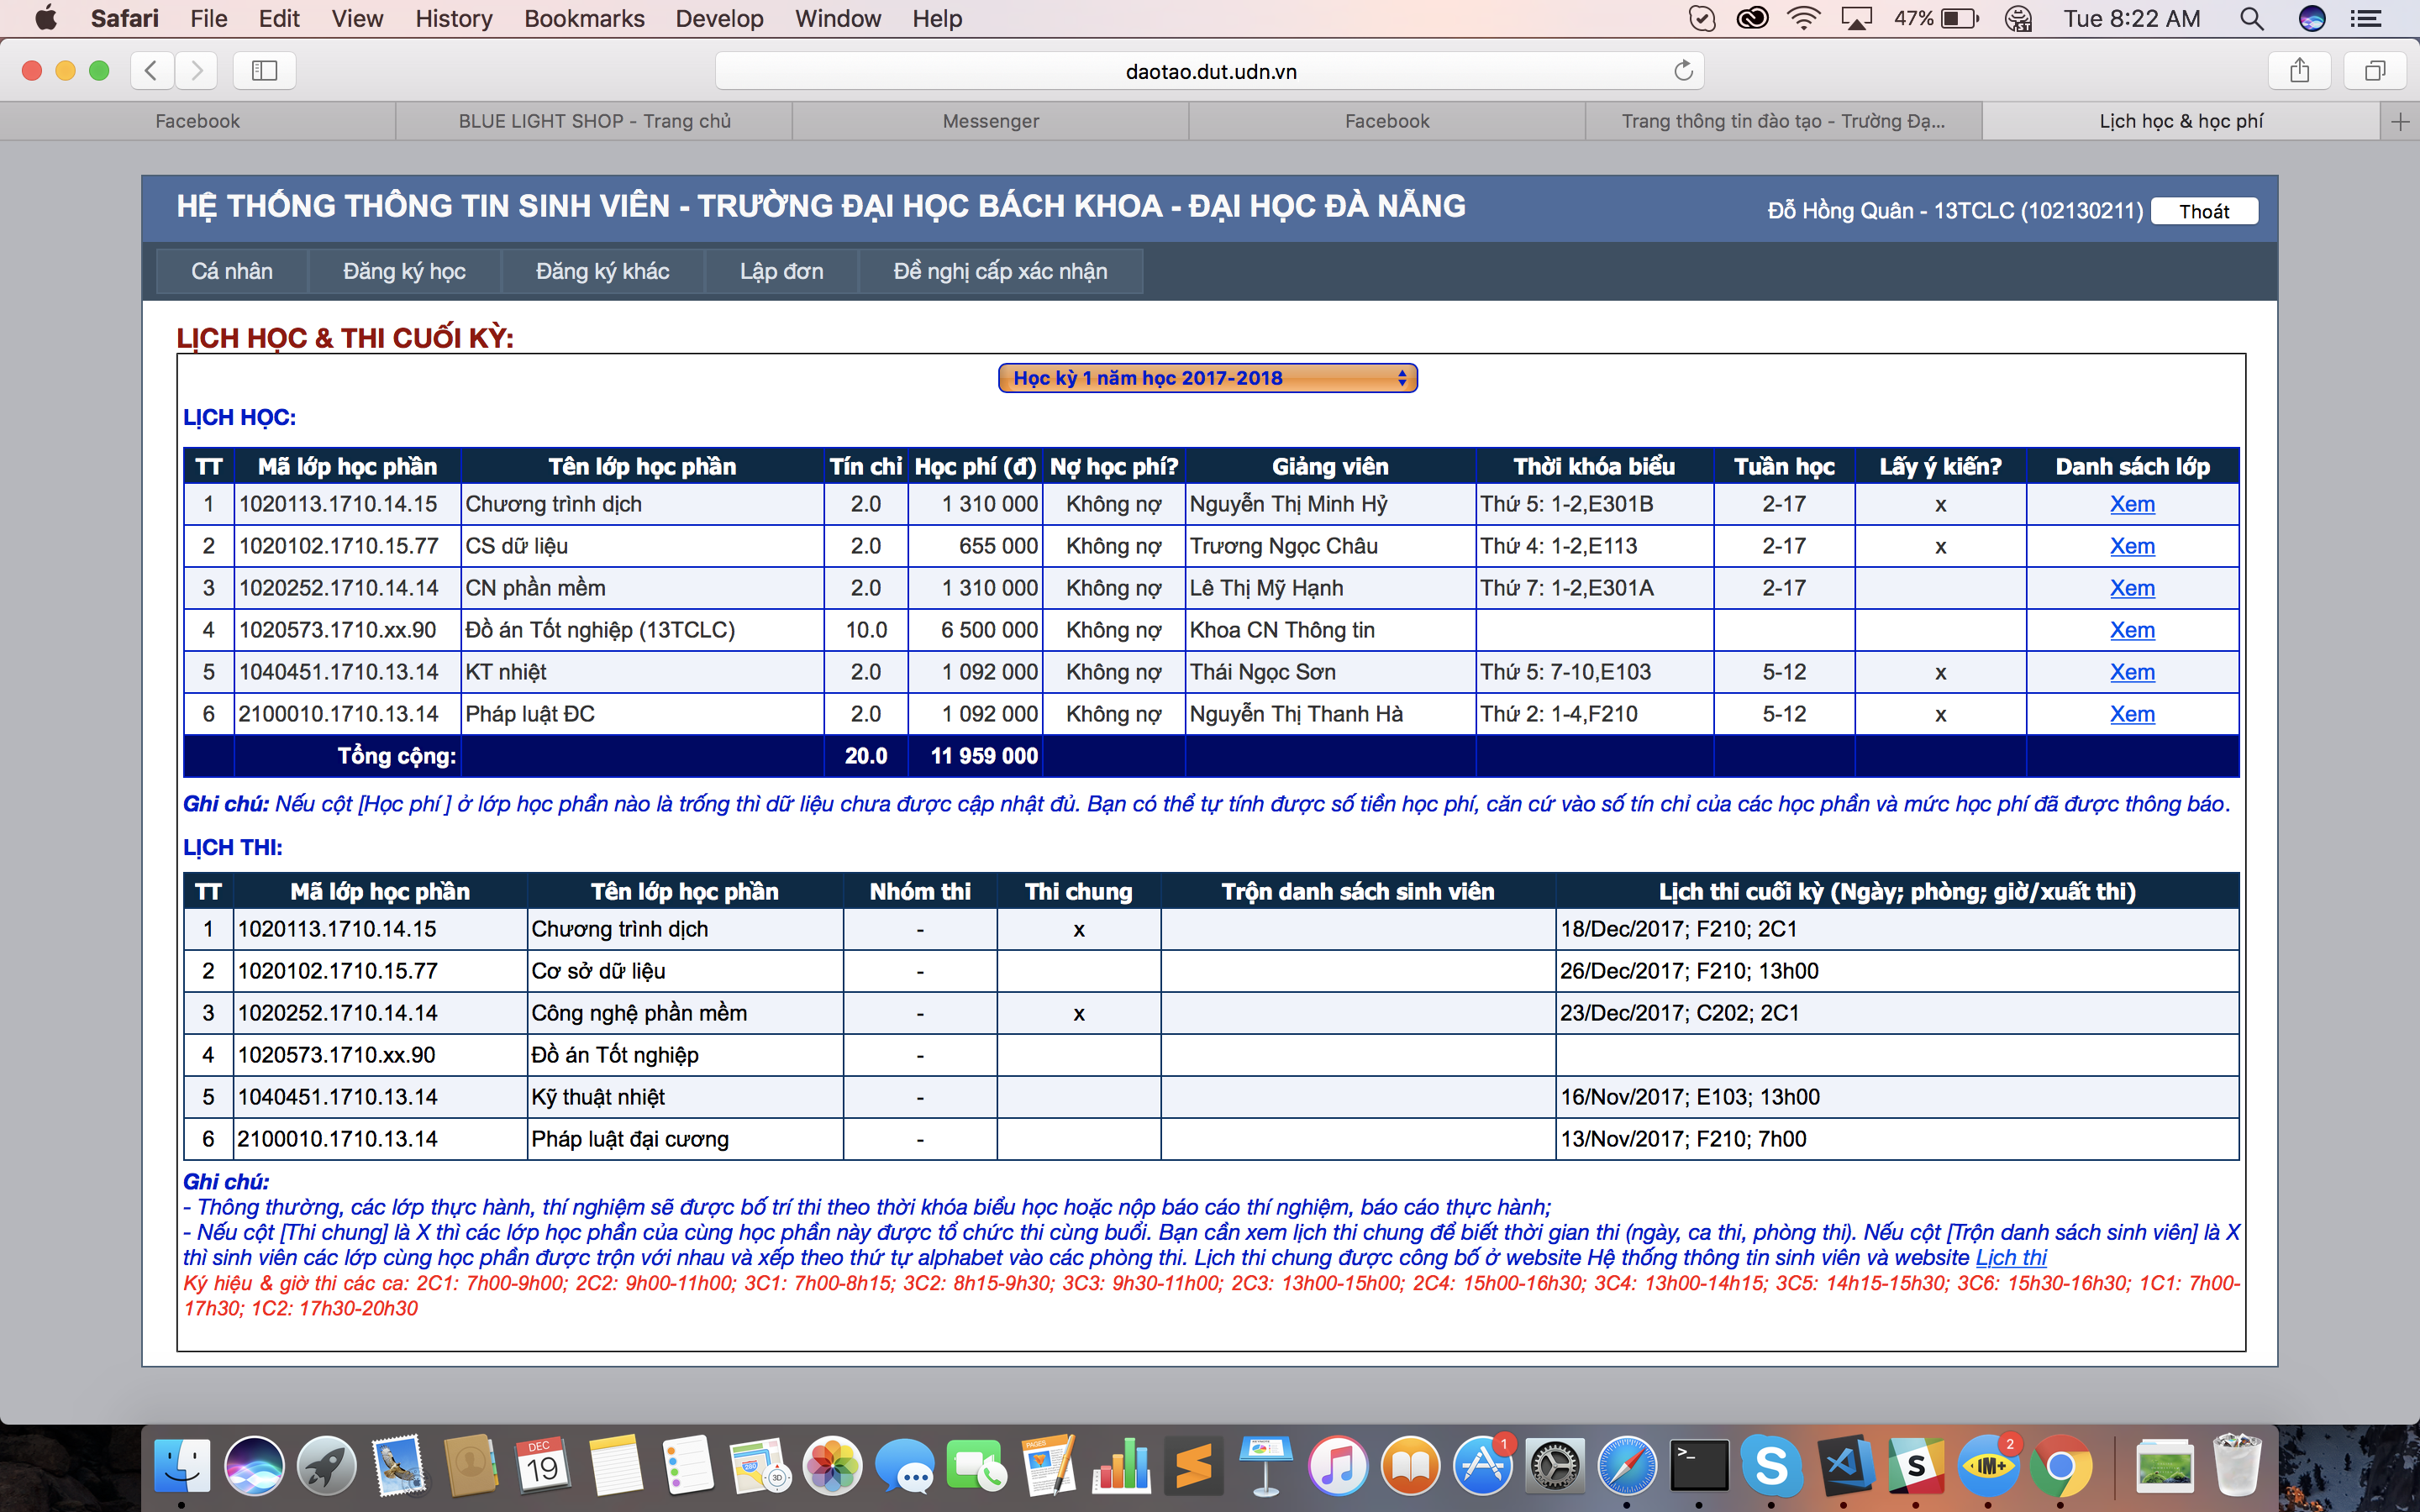 Safari File Edit View History Bookmarks Develop Window Help 47% ST Tue 8:22 AM
daotao.dut.udn.vn
Facebook BLUE LIGHT SHOP - Trang chủ Messenger Facebook Trang thông tin đào tạo - Trường Đạ... Lịch học & học phí
HỆ THỐNG THÔNG TIN SINH VIÊN - TRƯỜNG ĐẠI HỌC BÁCH KHOA - ĐẠI HỌC ĐÀ NẴNG Đỗ Hồng Quân - 13TCLC (102130211) Thoát
Cá nhân Đăng ký học Đăng ký khác Lập đơn Đề nghị cấp xác nhận
LỊCH HỌC & THI CUỐI KỲ:
Học kỳ 1 năm học 2017-2018
LỊCH HỌC:
TT Mã lớp học phần Tên lớp học phần Tín chỉ Học phí (đ) Nợ học phí? Giảng viên Thời khóa biểu Tuần học Lấy ý kiến? Danh sách lớp
1 1020113.1710.14.15 Chương trình dịch 2.0 1 310 000 Không nợ Nguyễn Thị Minh Hỷ Thứ 5: 1-2,E301B 2-17 x Xem
2 1020102.1710.15.77 CS dữ liệu 2.0 655 000 Không nợ Trương Ngọc Châu Thứ 4: 1-2,E113 2-17 x Xem
3 1020252.1710.14.14 CN phần mềm 2.0 1 310 000 Không nợ Lê Thị Mỹ Hạnh Thứ 7: 1-2,E301A 2-17 Xem
4 1020573.1710.xx.90 Đồ án Tốt nghiệp (13TCLC) 10.0 6 500 000 Không nợ Khoa CN Thông tin Xem
5 1040451.1710.13.14 KT nhiệt 2.0 1 092 000 Không nợ Thái Ngọc Sơn Thứ 5: 7-10,E103 5-12 x Xem
6 2100010.1710.13.14 Pháp luật ĐC 2.0 1 092 000 Không nợ Nguyễn Thị Thanh Hà Thứ 2: 1-4,F210 5-12 x Xem
Tổng cộng: 20.0 11 959 000
Ghi chú: Nếu cột [Học phí ] ở lớp học phần nào là trống thì dữ liệu chưa được cập nhật đủ. Bạn có thể tự tính được số tiền học phí, căn cứ vào số tín chỉ của các học phần và mức học phí đã được thông báo.
LỊCH THI:
TT Mã lớp học phần Tên lớp học phần Nhóm thi Thi chung Trộn danh sách sinh viên Lịch thi cuối kỳ (Ngày; phòng; giờ/xuất thi)
1 1020113.1710.14.15 Chương trình dịch - x 18/Dec/2017; F210; 2C1
2 1020102.1710.15.77 Cơ sở dữ liệu - 26/Dec/2017; F210; 13h00
3 1020252.1710.14.14 Công nghệ phần mềm - x 23/Dec/2017; C202; 2C1
4 1020573.1710.xx.90 Đồ án Tốt nghiệp -
5 1040451.1710.13.14 Kỹ thuật nhiệt - 16/Nov/2017; E103; 13h00
6 2100010.1710.13.14 Pháp luật đại cương - 13/Nov/2017; F210; 7h00
Ghi chú:
- Thông thường, các lớp thực hành, thí nghiệm sẽ được bố trí thi theo thời khóa biểu học hoặc nộp báo cáo thí nghiệm, báo cáo thực hành;
- Nếu cột [Thi chung] là X thì các lớp học phần của cùng học phần này được tổ chức thi cùng buổi. Bạn cần xem lịch thi chung để biết thời gian thi (ngày, ca thi, phòng thi). Nếu cột [Trộn danh sách sinh viên] là X
thì sinh viên các lớp cùng học phần được trộn với nhau và xếp theo thứ tự alphabet vào các phòng thi. Lịch thi chung được công bố ở website Hệ thống thông tin sinh viên và website Lịch thi
Ký hiệu & giờ thi các ca: 2C1: 7h00-9h00; 2C2: 9h00-11h00; 3C1: 7h00-8h15; 3C2: 8h15-9h30; 3C3: 9h30-11h00; 2C3: 13h00-15h00; 2C4: 15h00-16h30; 3C4: 13h00-14h15; 3C5: 14h15-15h30; 3C6: 15h30-16h30; 1C1: 7h00-
17h30; 1C2: 17h30-20h30
DEC 19 280 3D PAGES 1 >_ S S IM+ 2